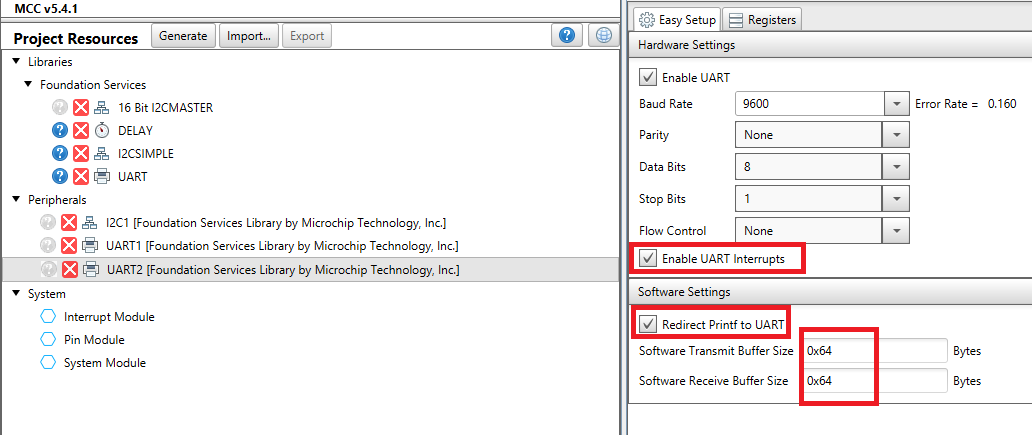 MCC v5.4.1
Project Resources Generate Import... Export ?
Libraries
Foundation Services
? 16 Bit I2CMASTER
? DELAY
? I2CSIMPLE
? UART
Peripherals
? I2C1 [Foundation Services Library by Microchip Technology, Inc.]
? UART1 [Foundation Services Library by Microchip Technology, Inc.]
? UART2 [Foundation Services Library by Microchip Technology, Inc.]
System
Interrupt Module
Pin Module
System Module
Easy Setup Registers
Hardware Settings
Enable UART
Baud Rate 9600 Error Rate = 0.160
Parity None
Data Bits 8
Stop Bits 1
Flow Control None
Enable UART Interrupts
Software Settings
Redirect Printf to UART
Software Transmit Buffer Size 0x64 Bytes
Software Receive Buffer Size 0x64 Bytes